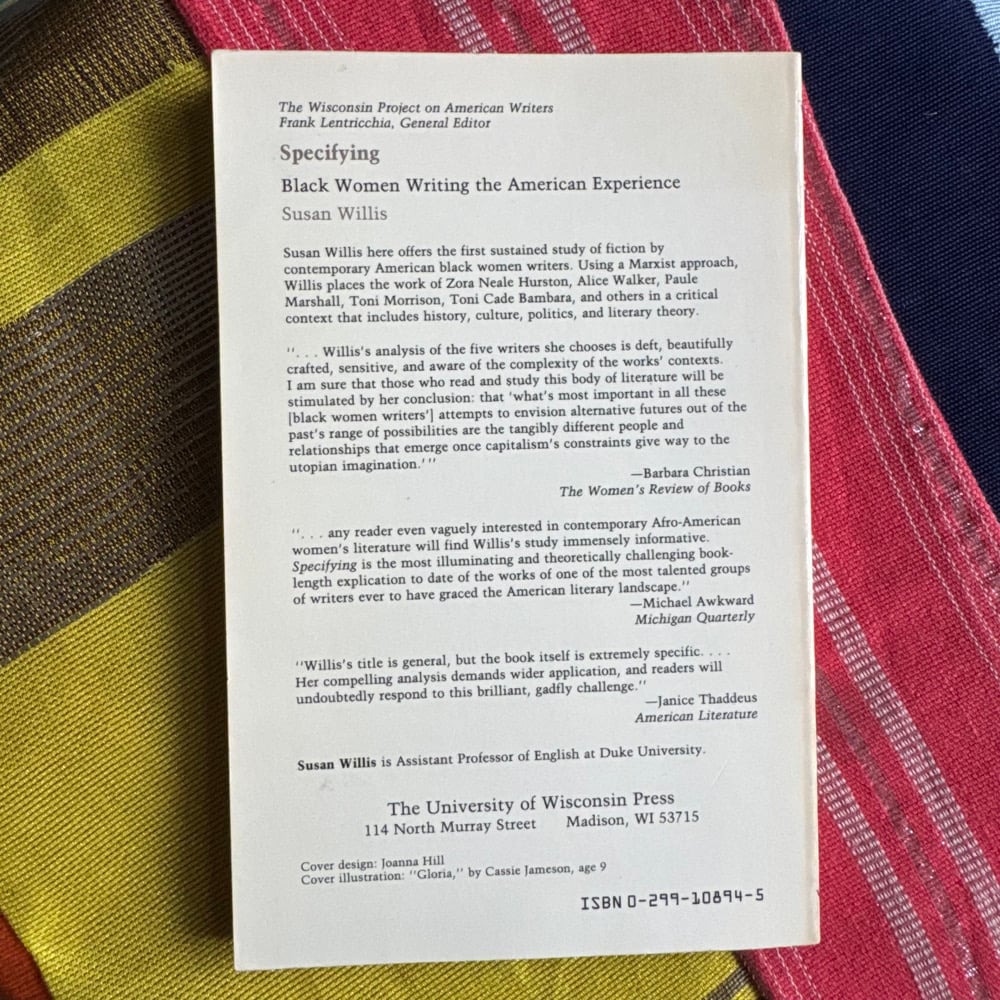 The Wisconsin Project on American Writers
Frank Lentricchia, General Editor
Specifying
Black Women Writing the American Experience
Susan Willis
Susan Willis here offers the first sustained study of fiction by
contemporary American black women writers. Using a Marxist approach,
Willis places the work of Zora Neale Hurston, Alice Walker, Paule
Marshall, Toni Morrison, Toni Cade Bambara, and others in a critical
context that includes history, culture, politics, and literary theory.
". . . Willis's analysis of the five writers she chooses is deft, beautifully
crafted, sensitive, and aware of the complexity of the works' contexts.
I am sure that those who read and study this body of literature will be
stimulated by her conclusion: that 'what's most important in all these
[black women writers'] attempts to envision alternative futures out of the
past's range of possibilities are the tangibly different people and
relationships that emerge once capitalism's constraints give way to the
utopian imagination.'"
—Barbara Christian
The Women's Review of Books
". . . any reader even vaguely interested in contemporary Afro-American
women's literature will find Willis's study immensely informative.
Specifying is the most illuminating and theoretically challenging book-
length explication to date of the works of one of the most talented groups
of writers ever to have graced the American literary landscape."
—Michael Awkward
Michigan Quarterly
"Willis's title is general, but the book itself is extremely specific. . . .
Her compelling analysis demands wider application, and readers will
undoubtedly respond to this brilliant, gadfly challenge."
—Janice Thaddeus
American Literature
Susan Willis is Assistant Professor of English at Duke University.
The University of Wisconsin Press
114 North Murray Street Madison, WI 53715
Cover design: Joanna Hill
Cover illustration: "Gloria," by Cassie Jameson, age 9
ISBN 0-299-10894-5